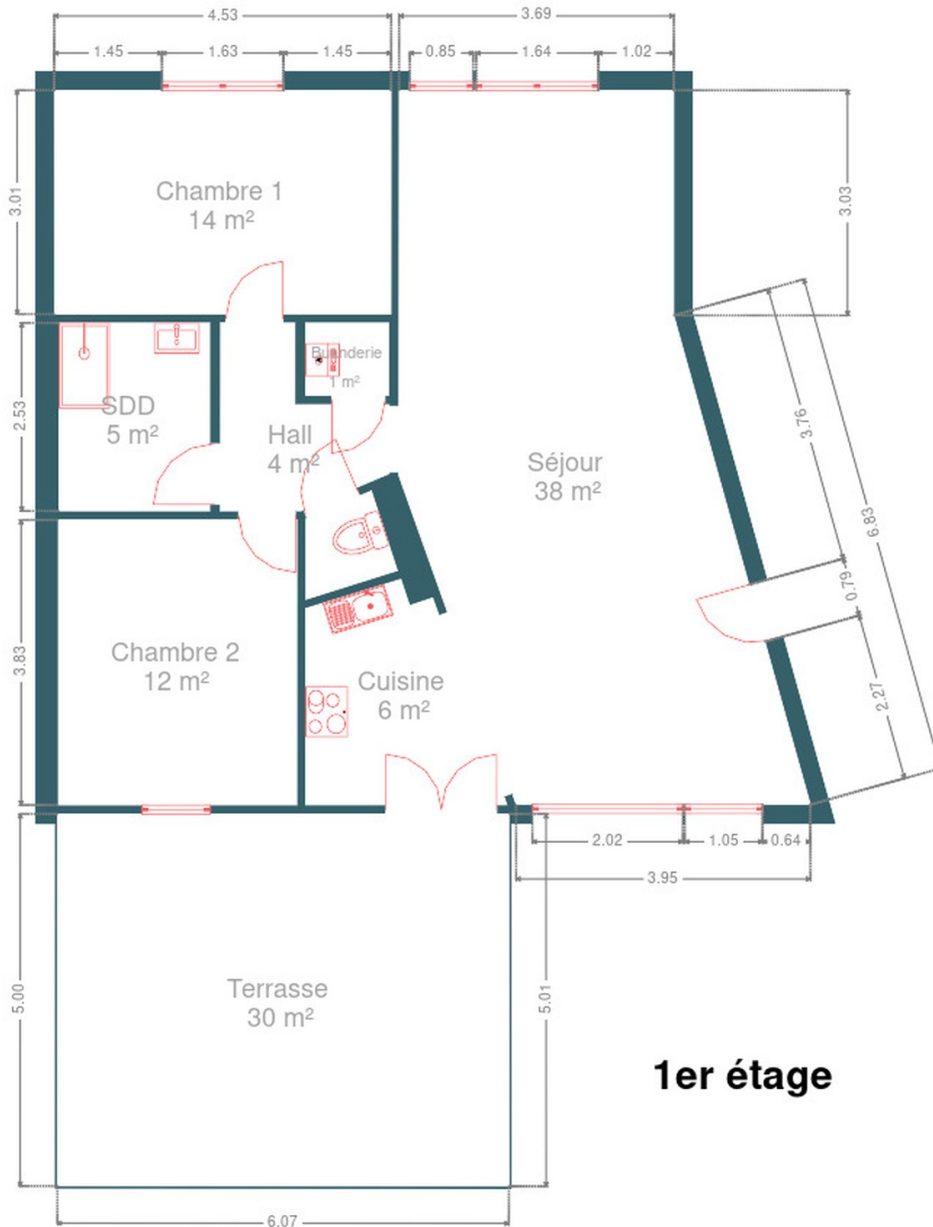 4.53
3.69
1.45
1.63
1.45
0.85
1.64
1.02
3.01
Chambre 1
14 m²
3.03
2.53
SDD
5 m²
Buanderie
1 m²
Hall
4 m²
Séjour
38 m²
3.76
6.83
0.79
2.27
3.83
Chambre 2
12 m²
Cuisine
6 m²
2.02
1.05
0.64
3.95
5.00
Terrasse
30 m²
5.01
1er étage
6.07